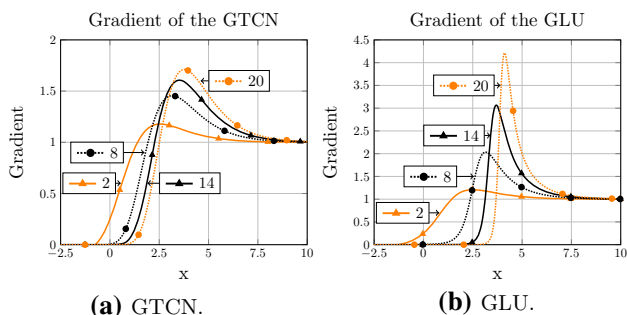 Gradient of the GTCN
Gradient
2
1.5
1
0.5
0
20
8
2
14
-2.5 0 2.5 5 7.5 10
x
(a) GTCN.
Gradient of the GLU
Gradient
4.5
4
3.5
3
2.5
2
1.5
1
0.5
0
20
14
8
2
-2.5 0 2.5 5 7.5 10
x
(b) GLU.